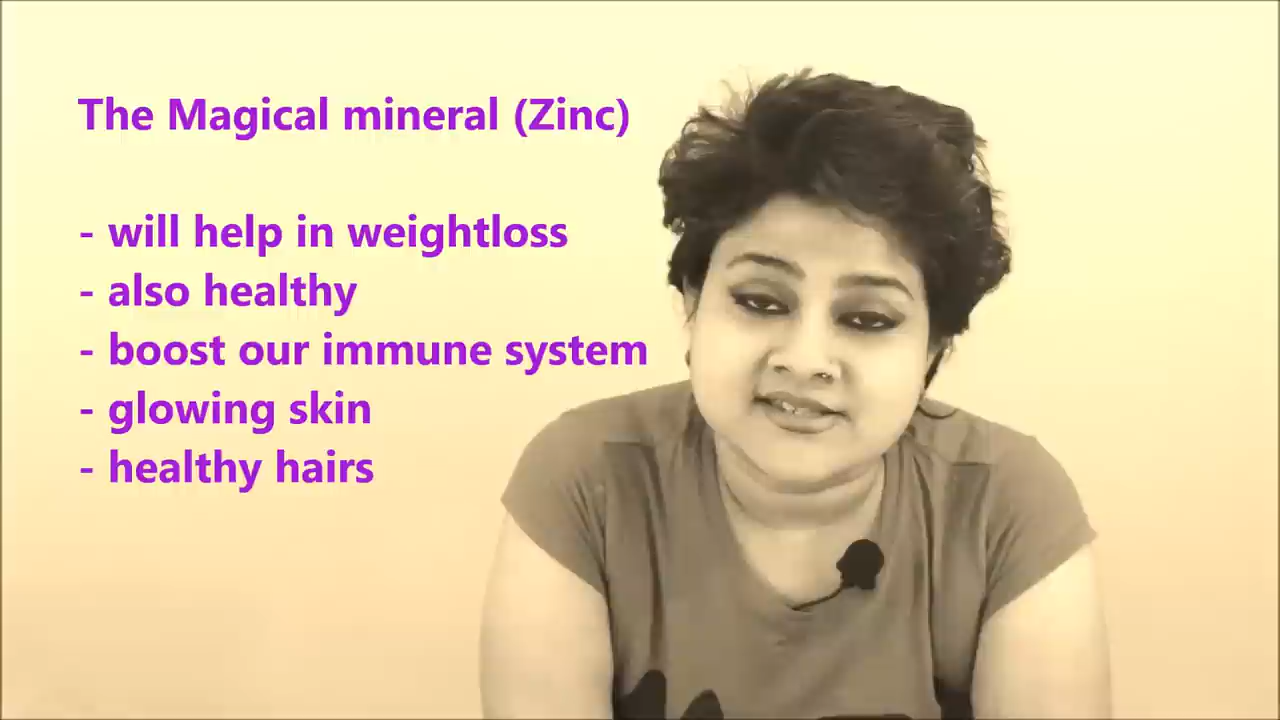 The Magical mineral (Zinc)
- will help in weightloss
- also healthy
- boost our immune system
- glowing skin
- healthy hairs